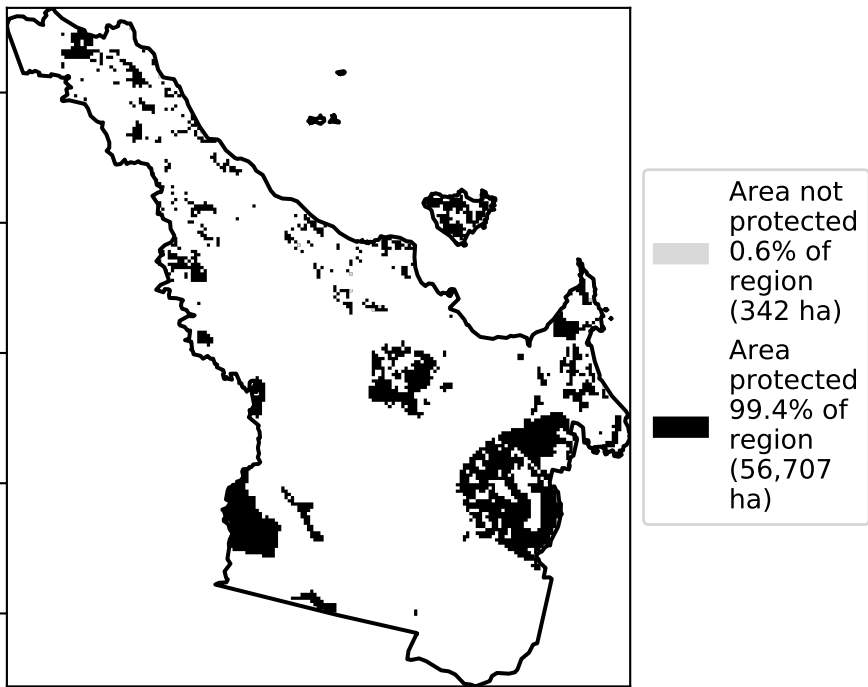 Area not
protected
0.6% of
region
(342 ha)
Area
protected
99.4% of
region
(56,707
ha)